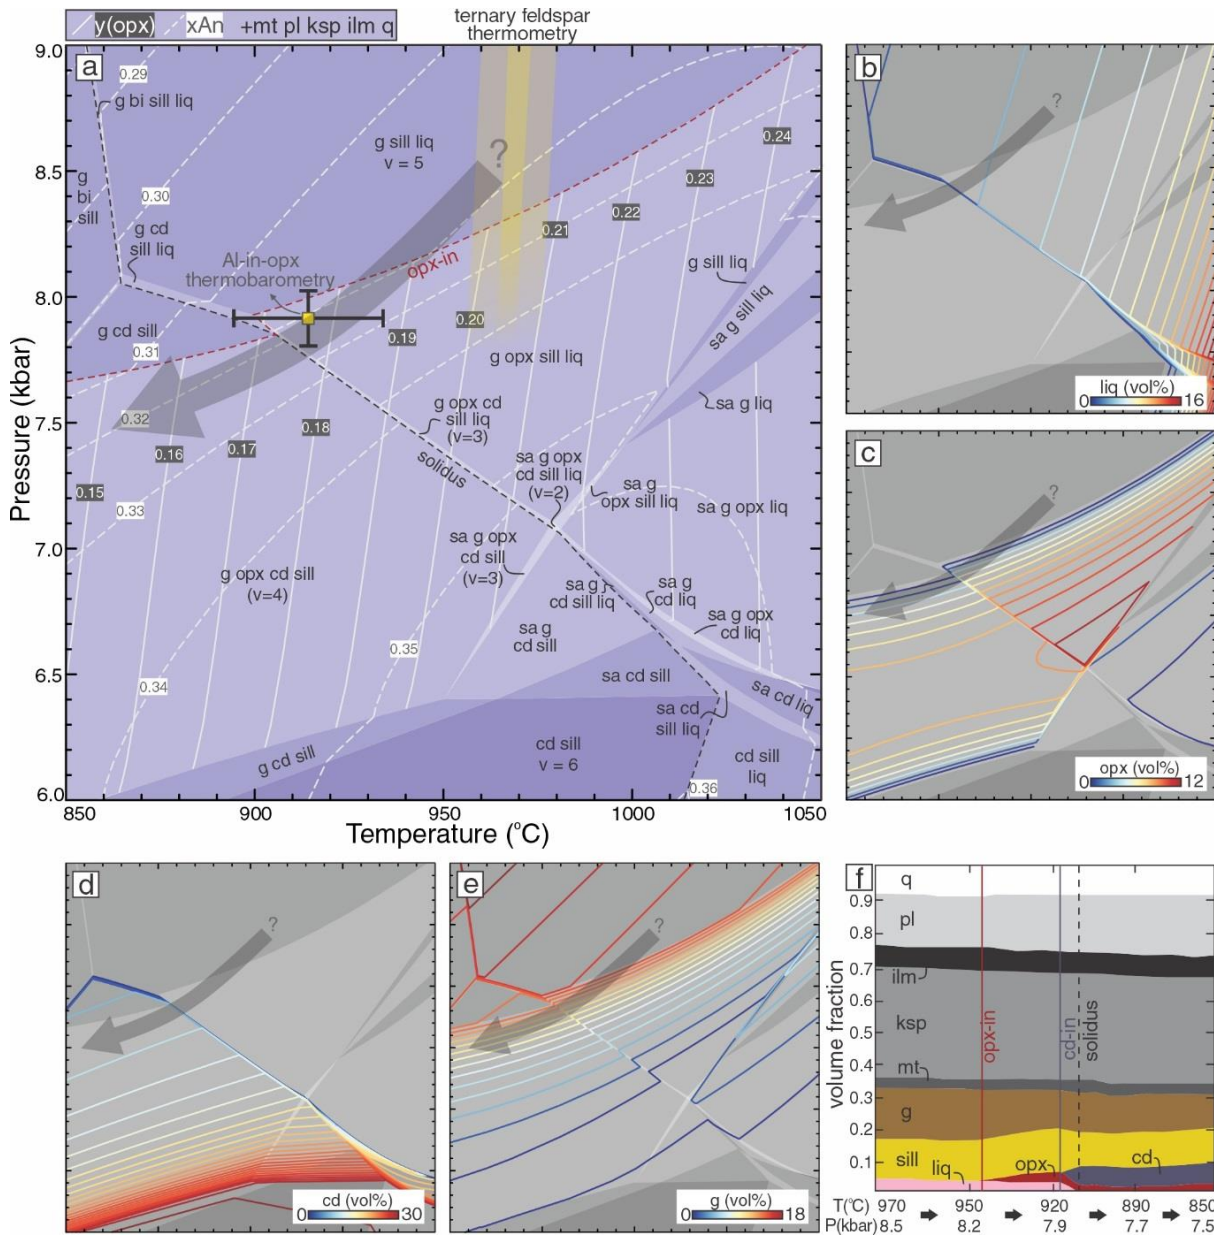 y(opx) xAn +mt pl ksp ilm q
ternary feldspar
thermometry
a
9.0
8.5
8.0
7.5
7.0
6.5
6.0
Pressure (kbar)
0.29
g bi sill liq
g sill liq
v = 5
?
0.24
0.23
0.22
0.21
0.20
0.19
0.18
0.17
0.16
0.15
g
bi
sill
0.30
g cd
sill liq
Al-in-opx
thermobarometry
opx-in
g sill liq
sa g sill liq
g cd sill
0.31
0.32
g opx sill liq
sa g liq
g opx cd
sill liq
(v=3)
solidus
sa g opx
cd sill liq
(v=2)
sa g
opx sill liq
sa g opx liq
0.33
g opx cd sill
(v=4)
sa g opx
cd sill
(v=3)
sa g
cd sill liq
sa g
cd liq
sa g opx
cd liq
sa g
cd sill
0.35
0.34
sa cd sill
sa cd liq
sa cd
sill liq
g cd sill
cd sill
v = 6
cd sill
liq
0.36
850 900 950 1000 1050
Temperature (°C)
b
?
liq (vol%)
0 16
c
?
opx (vol%)
0 12
d
?
cd (vol%)
0 30
e
?
g (vol%)
0 18
f
volume fraction
0.9
0.8
0.7
0.6
0.5
0.4
0.3
0.2
0.1
q
pl
ilm
ksp
mt
g
sill
liq
opx
cd
opx-in
cd-in
solidus
T(°C) 970 950 920 890 850
P(kbar) 8.5 8.2 7.9 7.7 7.5